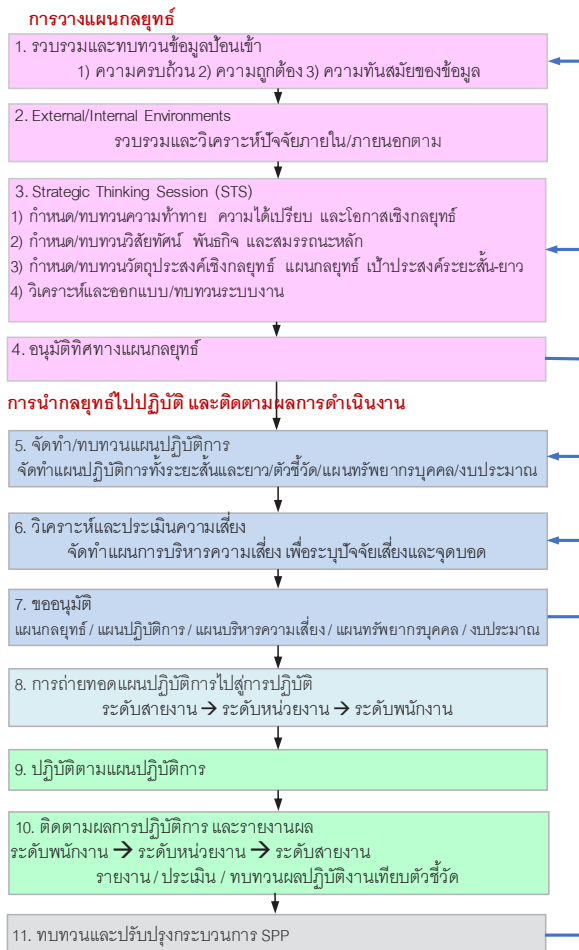 การวางแผนกลยุทธ์
1. รวบรวมและทบทวนข้อมูลป้อนเข้า
1) ความครบถ้วน 2) ความถูกต้อง 3) ความทันสมัยของข้อมูล
2. External/Internal Environments
รวบรวมและวิเคราะห์ปัจจัยภายใน/ภายนอกตาม
3. Strategic Thinking Session (STS)
1) กำหนด/ทบทวนความท้าทาย ความได้เปรียบ และโอกาสเชิงกลยุทธ์
2) กำหนด/ทบทวนวิสัยทัศน์ พันธกิจ และสมรรถนะหลัก
3) กำหนด/ทบทวนวัตถุประสงค์เชิงกลยุทธ์ แผนกลยุทธ์ เป้าประสงค์ระยะสั้น-ยาว
4) วิเคราะห์และออกแบบ/ทบทวนระบบงาน
4. อนุมัติทิศทางแผนกลยุทธ์
การนำกลยุทธ์ไปปฏิบัติ และติดตามผลการดำเนินงาน
5. จัดทำ/ทบทวนแผนปฏิบัติการ
จัดทำแผนปฏิบัติการทั้งระยะสั้นและยาว/ตัวชี้วัด/แผนทรัพยากรบุคคล/งบประมาณ
6. วิเคราะห์และประเมินความเสี่ยง
จัดทำแผนการบริหารความเสี่ยง เพื่อระบุปัจจัยเสี่ยงและจุดบอด
7. ขออนุมัติ
แผนกลยุทธ์ / แผนปฏิบัติการ / แผนบริหารความเสี่ยง / แผนทรัพยากรบุคคล / งบประมาณ
8. การถ่ายทอดแผนปฏิบัติการไปสู่การปฏิบัติ
ระดับสายงาน → ระดับหน่วยงาน → ระดับพนักงาน
9. ปฏิบัติตามแผนปฏิบัติการ
10. ติดตามผลการปฏิบัติการ และรายงานผล
ระดับพนักงาน → ระดับหน่วยงาน → ระดับสายงาน
รายงาน / ประเมิน / ทบทวนผลปฏิบัติงานเทียบตัวชี้วัด
11. ทบทวนและปรับปรุงกระบวนการ SPP